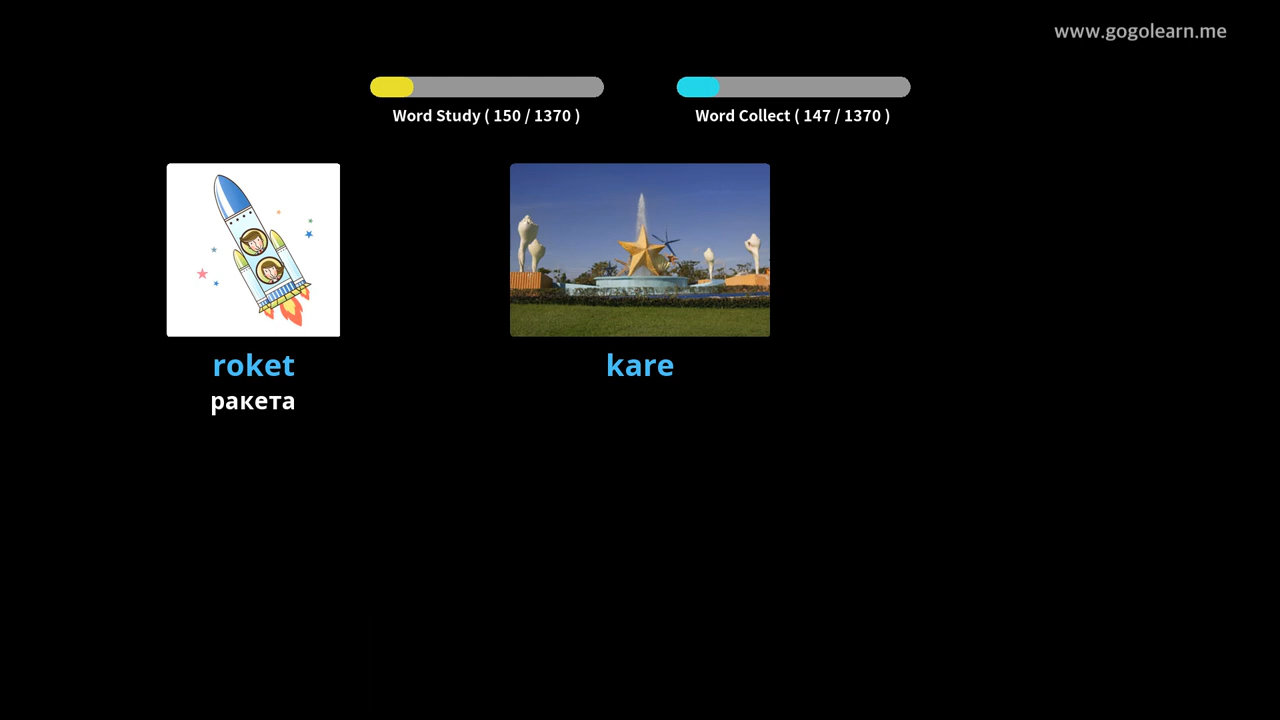 www.gogolearn.me
Word Study ( 150 / 1370 )
Word Collect ( 147 / 1370 )
roket
ракета
kare